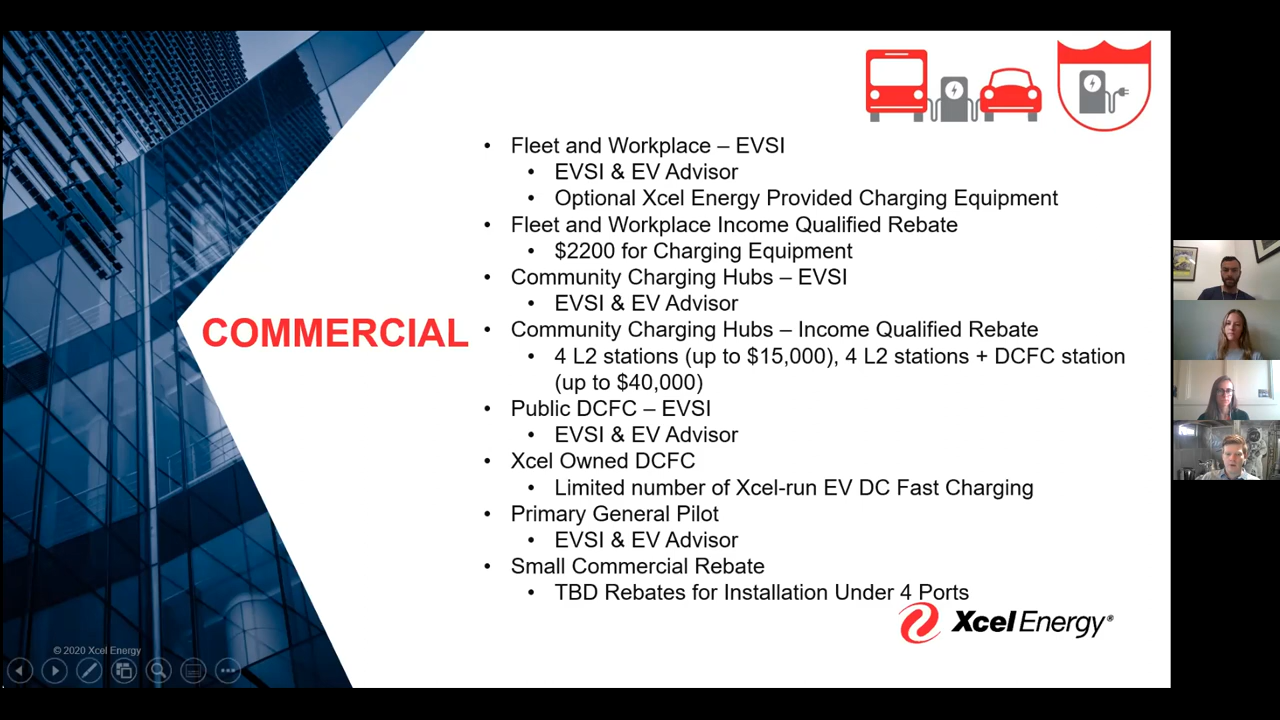 COMMERCIAL
• Fleet and Workplace – EVSI
• EVSI & EV Advisor
• Optional Xcel Energy Provided Charging Equipment
• Fleet and Workplace Income Qualified Rebate
• $2200 for Charging Equipment
• Community Charging Hubs – EVSI
• EVSI & EV Advisor
• Community Charging Hubs – Income Qualified Rebate
• 4 L2 stations (up to $15,000), 4 L2 stations + DCFC station
(up to $40,000)
• Public DCFC – EVSI
• EVSI & EV Advisor
• Xcel Owned DCFC
• Limited number of Xcel-run EV DC Fast Charging
• Primary General Pilot
• EVSI & EV Advisor
• Small Commercial Rebate
• TBD Rebates for Installation Under 4 Ports
Xcel Energy®
© 2020 Xcel Energy